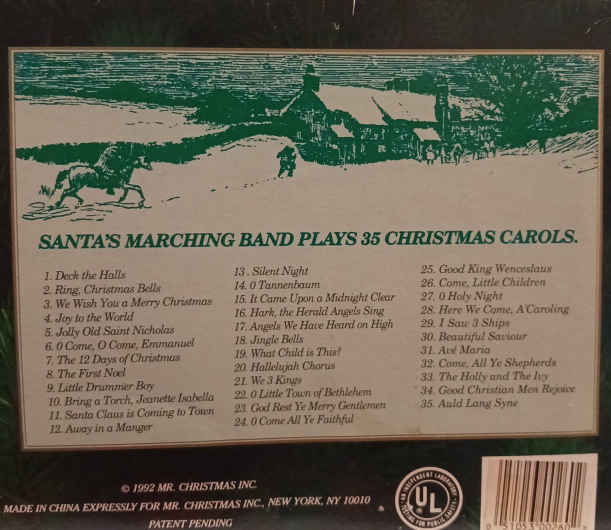 SANTA'S MARCHING BAND PLAYS 35 CHRISTMAS CAROLS.
1. Deck the Halls
2. Ring, Christmas Bells
3. We Wish You a Merry Christmas
4. Joy to the World
5. Jolly Old Saint Nicholas
6. O Come, O Come, Emmanuel
7. The 12 Days of Christmas
8. The First Noel
9. Little Drummer Boy
10. Bring a Torch, Jeanette Isabella
11. Santa Claus is Coming to Town
12. Away in a Manger
13. Silent Night
14. O Tannenbaum
15. It Came Upon a Midnight Clear
16. Hark, the Herald Angels Sing
17. Angels We Have Heard on High
18. Jingle Bells
19. What Child is This?
20. Hallelujah Chorus
21. We 3 Kings
22. O Little Town of Bethlehem
23. God Rest Ye Merry Gentlemen
24. O Come All Ye Faithful
25. Good King Wenceslaus
26. Come, Little Children
27. O Holy Night
28. Here We Come, A'Caroling
29. I Saw 3 Ships
30. Beautiful Saviour
31. Avé Maria
32. Come, All Ye Shepherds
33. The Holly and The Ivy
34. Good Christian Men Rejoice
35. Auld Lang Syne
© 1992 MR. CHRISTMAS INC.
MADE IN CHINA EXPRESSLY FOR MR. CHRISTMAS INC., NEW YORK, NY 10010
PATENT PENDING
UL